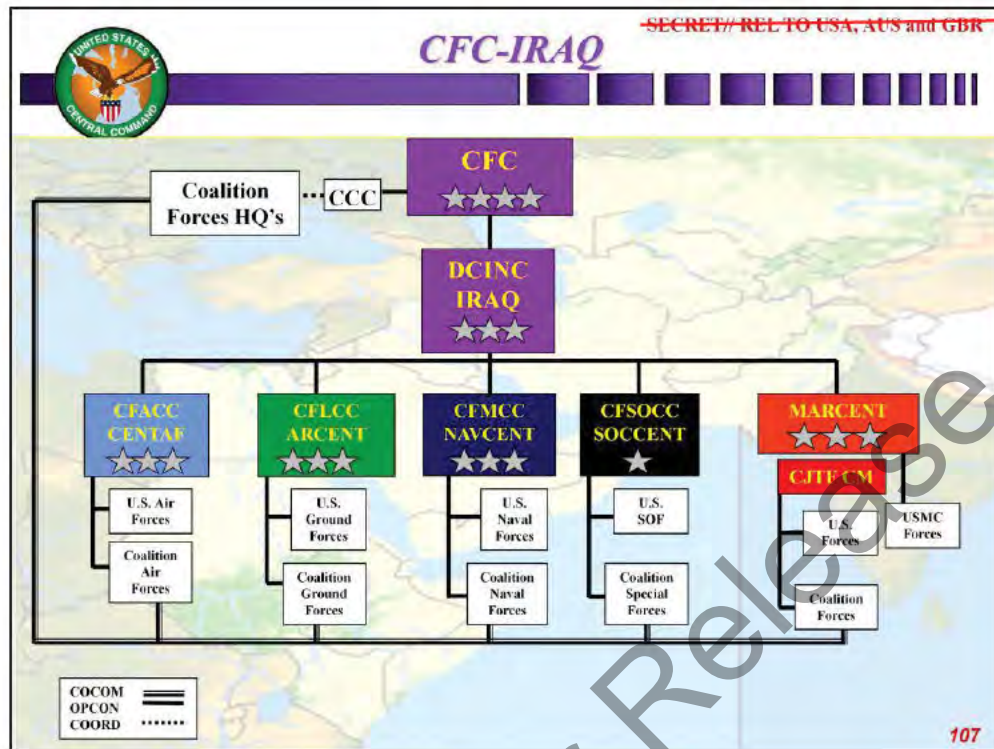 SECRET// REL TO USA, AUS and GBR
CFC-IRAQ
UNITED STATES
CENTRAL COMMAND
CFC
Coalition
Forces HQ's
CCC
DCINC
IRAQ
CFACC
CENTAF
CFLCC
ARCENT
CFMCC
NAVCENT
CFSOCC
SOCCENT
MARCENT
CJTF CM
U.S. Air
Forces
Coalition
Air
Forces
U.S.
Ground
Forces
Coalition
Ground
Forces
U.S.
Naval
Forces
Coalition
Naval
Forces
U.S.
SOF
Coalition
Special
Forces
U.S.
Forces
Coalition
Forces
USMC
Forces
COCOM
OPCON
COORD
107
Release